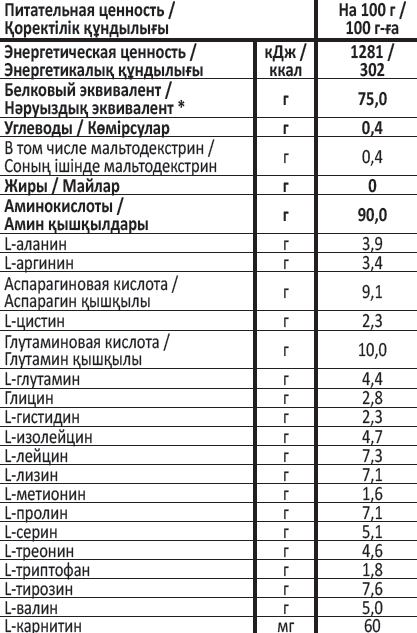 Питательная ценность / На 100 г /
Қоректілік құндылығы 100 г-ға
Энергетическая ценность / кДж / 1281 /
Энергетикалық құндылығы ккал 302
Белковый эквивалент /
Нәруыздық эквивалент * г 75,0
Углеводы / Көмірсулар г 0,4
В том числе мальтодекстрин /
Соның ішінде мальтодекстрин г 0,4
Жиры / Майлар г 0
Аминокислоты /
Амин қышқылдары г 90,0
L-аланин г 3,9
L-аргинин г 3,4
Аспарагиновая кислота /
Аспарагин қышқылы г 9,1
L-цистин г 2,3
Глутаминовая кислота /
Глутамин қышқылы г 10,0
L-глутамин г 4,4
Глицин г 2,8
L-гистидин г 2,3
L-изолейцин г 4,7
L-лейцин г 7,3
L-лизин г 7,1
L-метионин г 1,6
L-пролин г 7,1
L-серин г 5,1
L-треонин г 4,6
L-триптофан г 1,8
L-тирозин г 7,6
L-валин г 5,0
L-карнитин мг 60